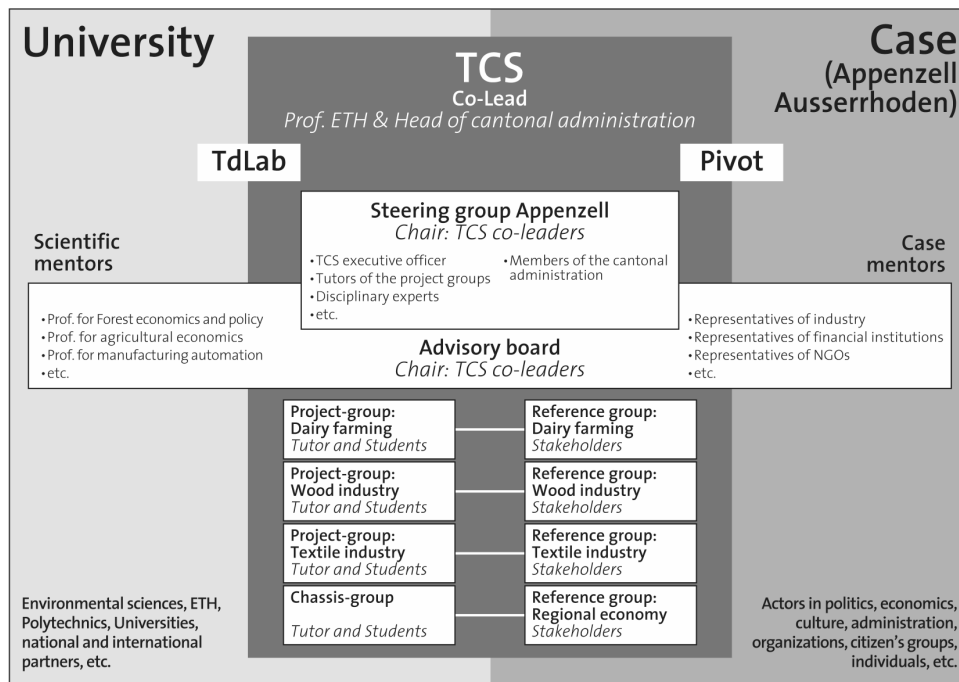 University
TCS
Co-Lead
Prof. ETH & Head of cantonal administration
Case
(Appenzell
Ausserrhoden)
TdLab
Pivot
Steering group Appenzell
Chair: TCS co-leaders
•TCS executive officer
•Tutors of the project groups
•Disciplinary experts
•etc.
•Members of the cantonal
administration
Scientific
mentors
Case
mentors
•Prof. for Forest economics and policy
•Prof. for agricultural economics
•Prof. for manufacturing automation
•etc.
Advisory board
Chair: TCS co-leaders
•Representatives of industry
•Representatives of financial institutions
•Representatives of NGOs
•etc.
Project-group:
Dairy farming
Tutor and Students
Reference group:
Dairy farming
Stakeholders
Project-group:
Wood industry
Tutor and Students
Reference group:
Wood industry
Stakeholders
Project-group:
Textile industry
Tutor and Students
Reference group:
Textile industry
Stakeholders
Chassis-group
Tutor and Students
Reference group:
Regional economy
Stakeholders
Environmental sciences, ETH,
Polytechnics, Universities,
national and international
partners, etc.
Actors in politics, economics,
culture, administration,
organizations, citizen's groups,
individuals, etc.